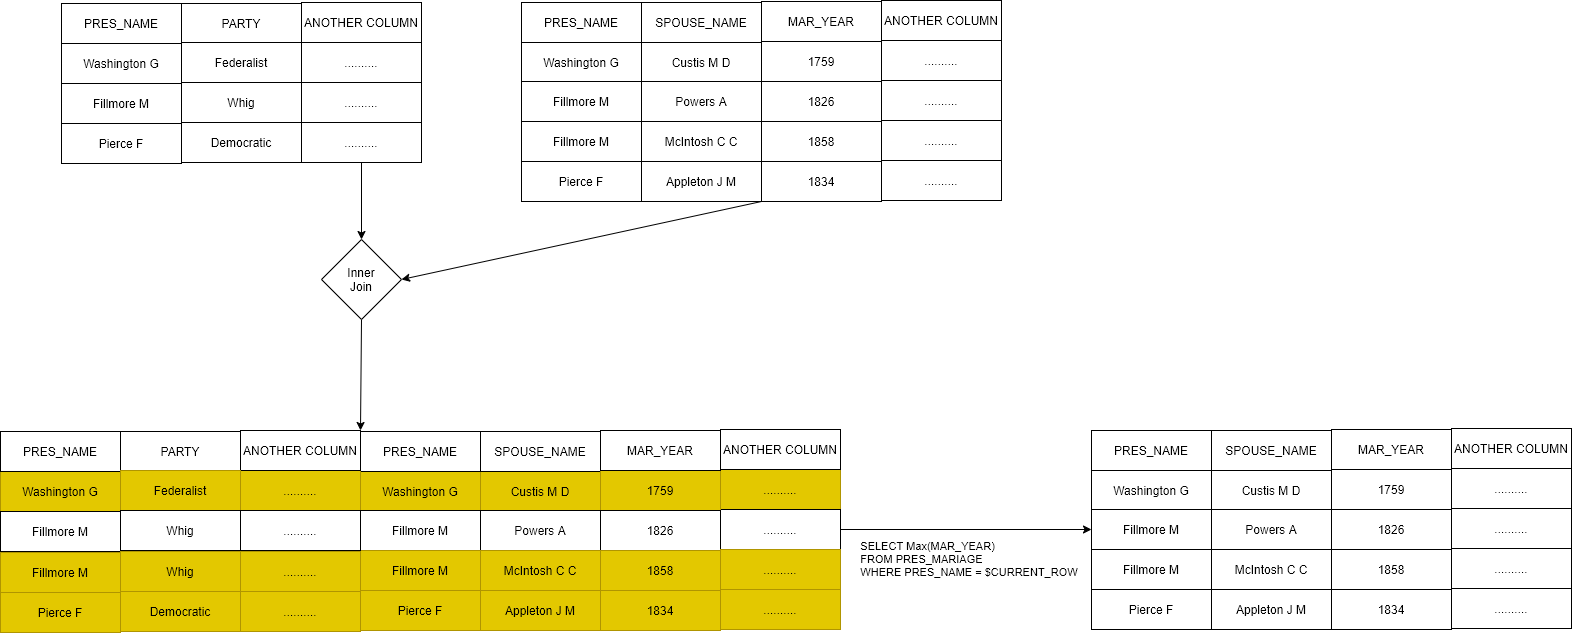 PRES_NAME PARTY ANOTHER COLUMN
Washington G Federalist ..........
Fillmore M Whig ..........
Pierce F Democratic ..........
PRES_NAME SPOUSE_NAME MAR_YEAR ANOTHER COLUMN
Washington G Custis M D 1759 ..........
Fillmore M Powers A 1826 ..........
Fillmore M McIntosh C C 1858 ..........
Pierce F Appleton J M 1834 ..........
Inner
Join
PRES_NAME PARTY ANOTHER COLUMN PRES_NAME SPOUSE_NAME MAR_YEAR ANOTHER COLUMN
Washington G Federalist .......... Washington G Custis M D 1759 ..........
Fillmore M Whig .......... Fillmore M Powers A 1826 ..........
Fillmore M Whig .......... Fillmore M McIntosh C C 1858 ..........
Pierce F Democratic .......... Pierce F Appleton J M 1834 ..........
SELECT Max(MAR_YEAR)
FROM PRES_MARIAGE
WHERE PRES_NAME = $CURRENT_ROW
PRES_NAME SPOUSE_NAME MAR_YEAR ANOTHER COLUMN
Washington G Custis M D 1759 ..........
Fillmore M Powers A 1826 ..........
Fillmore M McIntosh C C 1858 ..........
Pierce F Appleton J M 1834 ..........